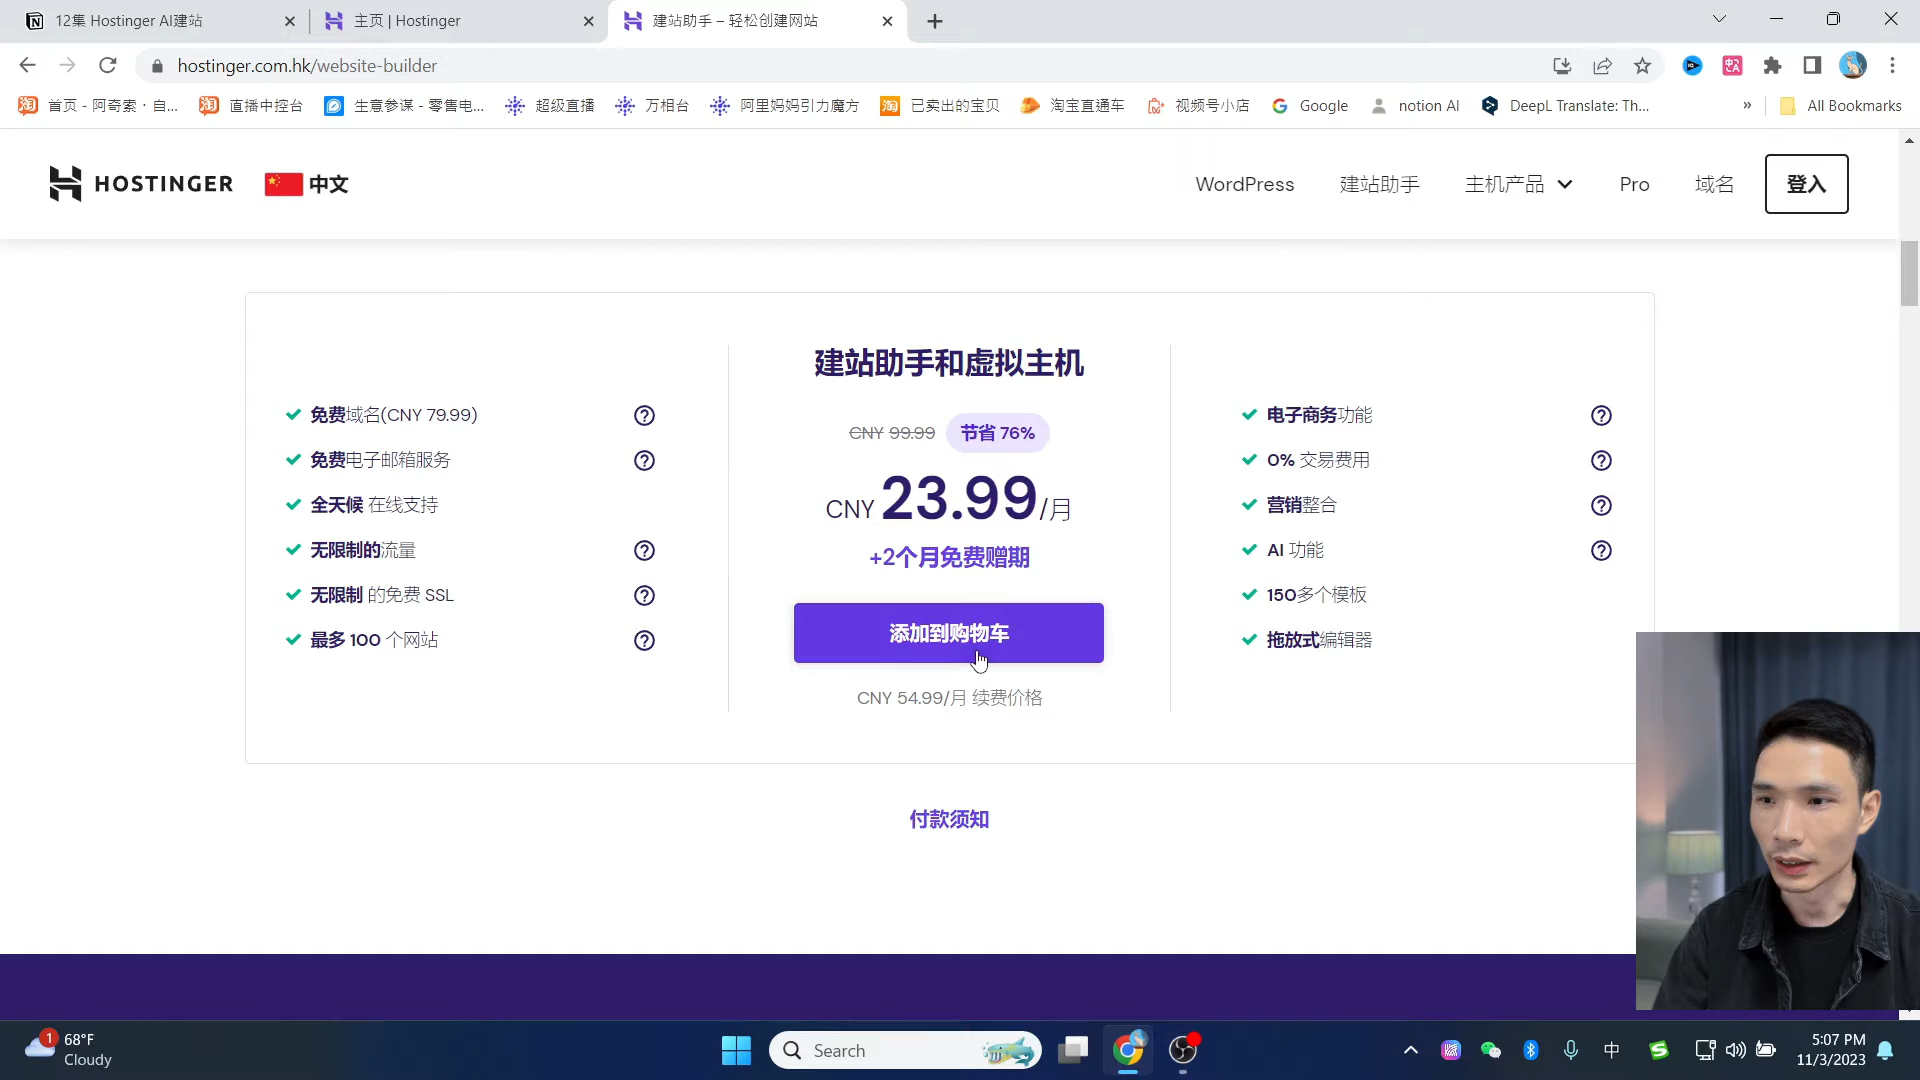 12集 Hostinger AI建站
主页 | Hostinger
建站助手 – 轻松创建网站
hostinger.com.hk/website-builder
首页 - 阿奇索 · 自...
直播中控台
生意参谋 - 零售电...
超级直播
万相台
阿里妈妈引力魔方
已卖出的宝贝
淘宝直通车
视频号小店
Google
notion AI
DeepL Translate: Th...
»
All Bookmarks
HOSTINGER
中文
WordPress
建站助手
主机产品
Pro
域名
登入
免费域名(CNY 79.99)
免费电子邮箱服务
全天候 在线支持
无限制的流量
无限制 的免费 SSL
最多 100 个网站
建站助手和虚拟主机
CNY 99.99
节省 76%
CNY 23.99/月
+2个月免费赠期
添加到购物车
CNY 54.99/月 续费价格
电子商务功能
0% 交易费用
营销整合
AI 功能
150多个模板
拖放式编辑器
付款须知
1
68°F
Cloudy
Search
中
5:07 PM
11/3/2023